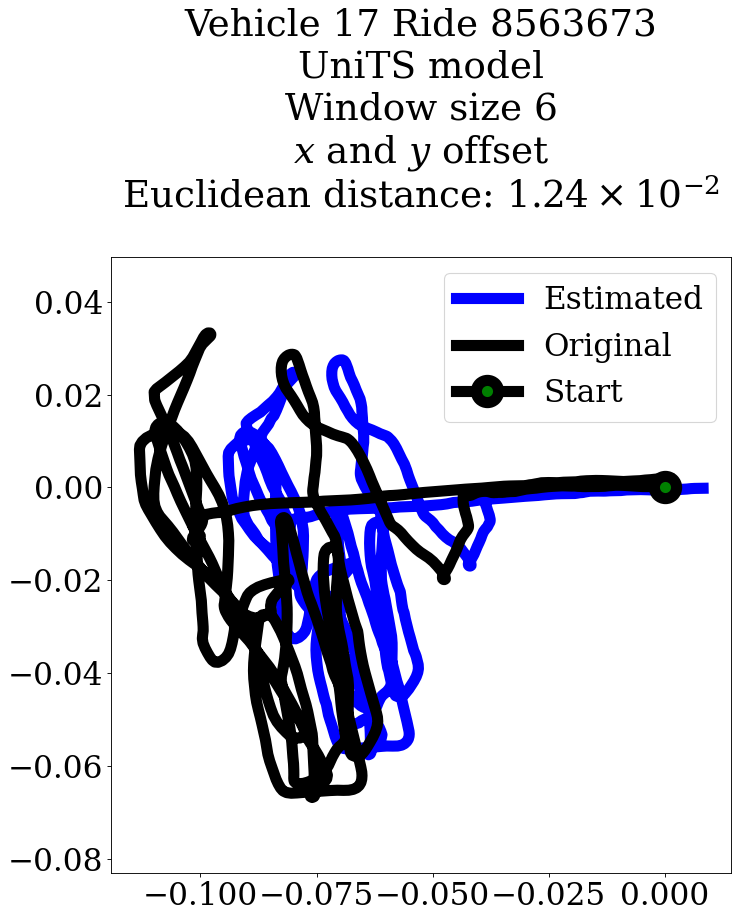 Vehicle 17 Ride 8563673
UniTS model
Window size 6
x and y offset
Euclidean distance: 1.24 × 10⁻²
Estimated
Original
Start
0.04
0.02
0.00
−0.02
−0.04
−0.06
−0.08
−0.100 −0.075 −0.050 −0.025 0.000